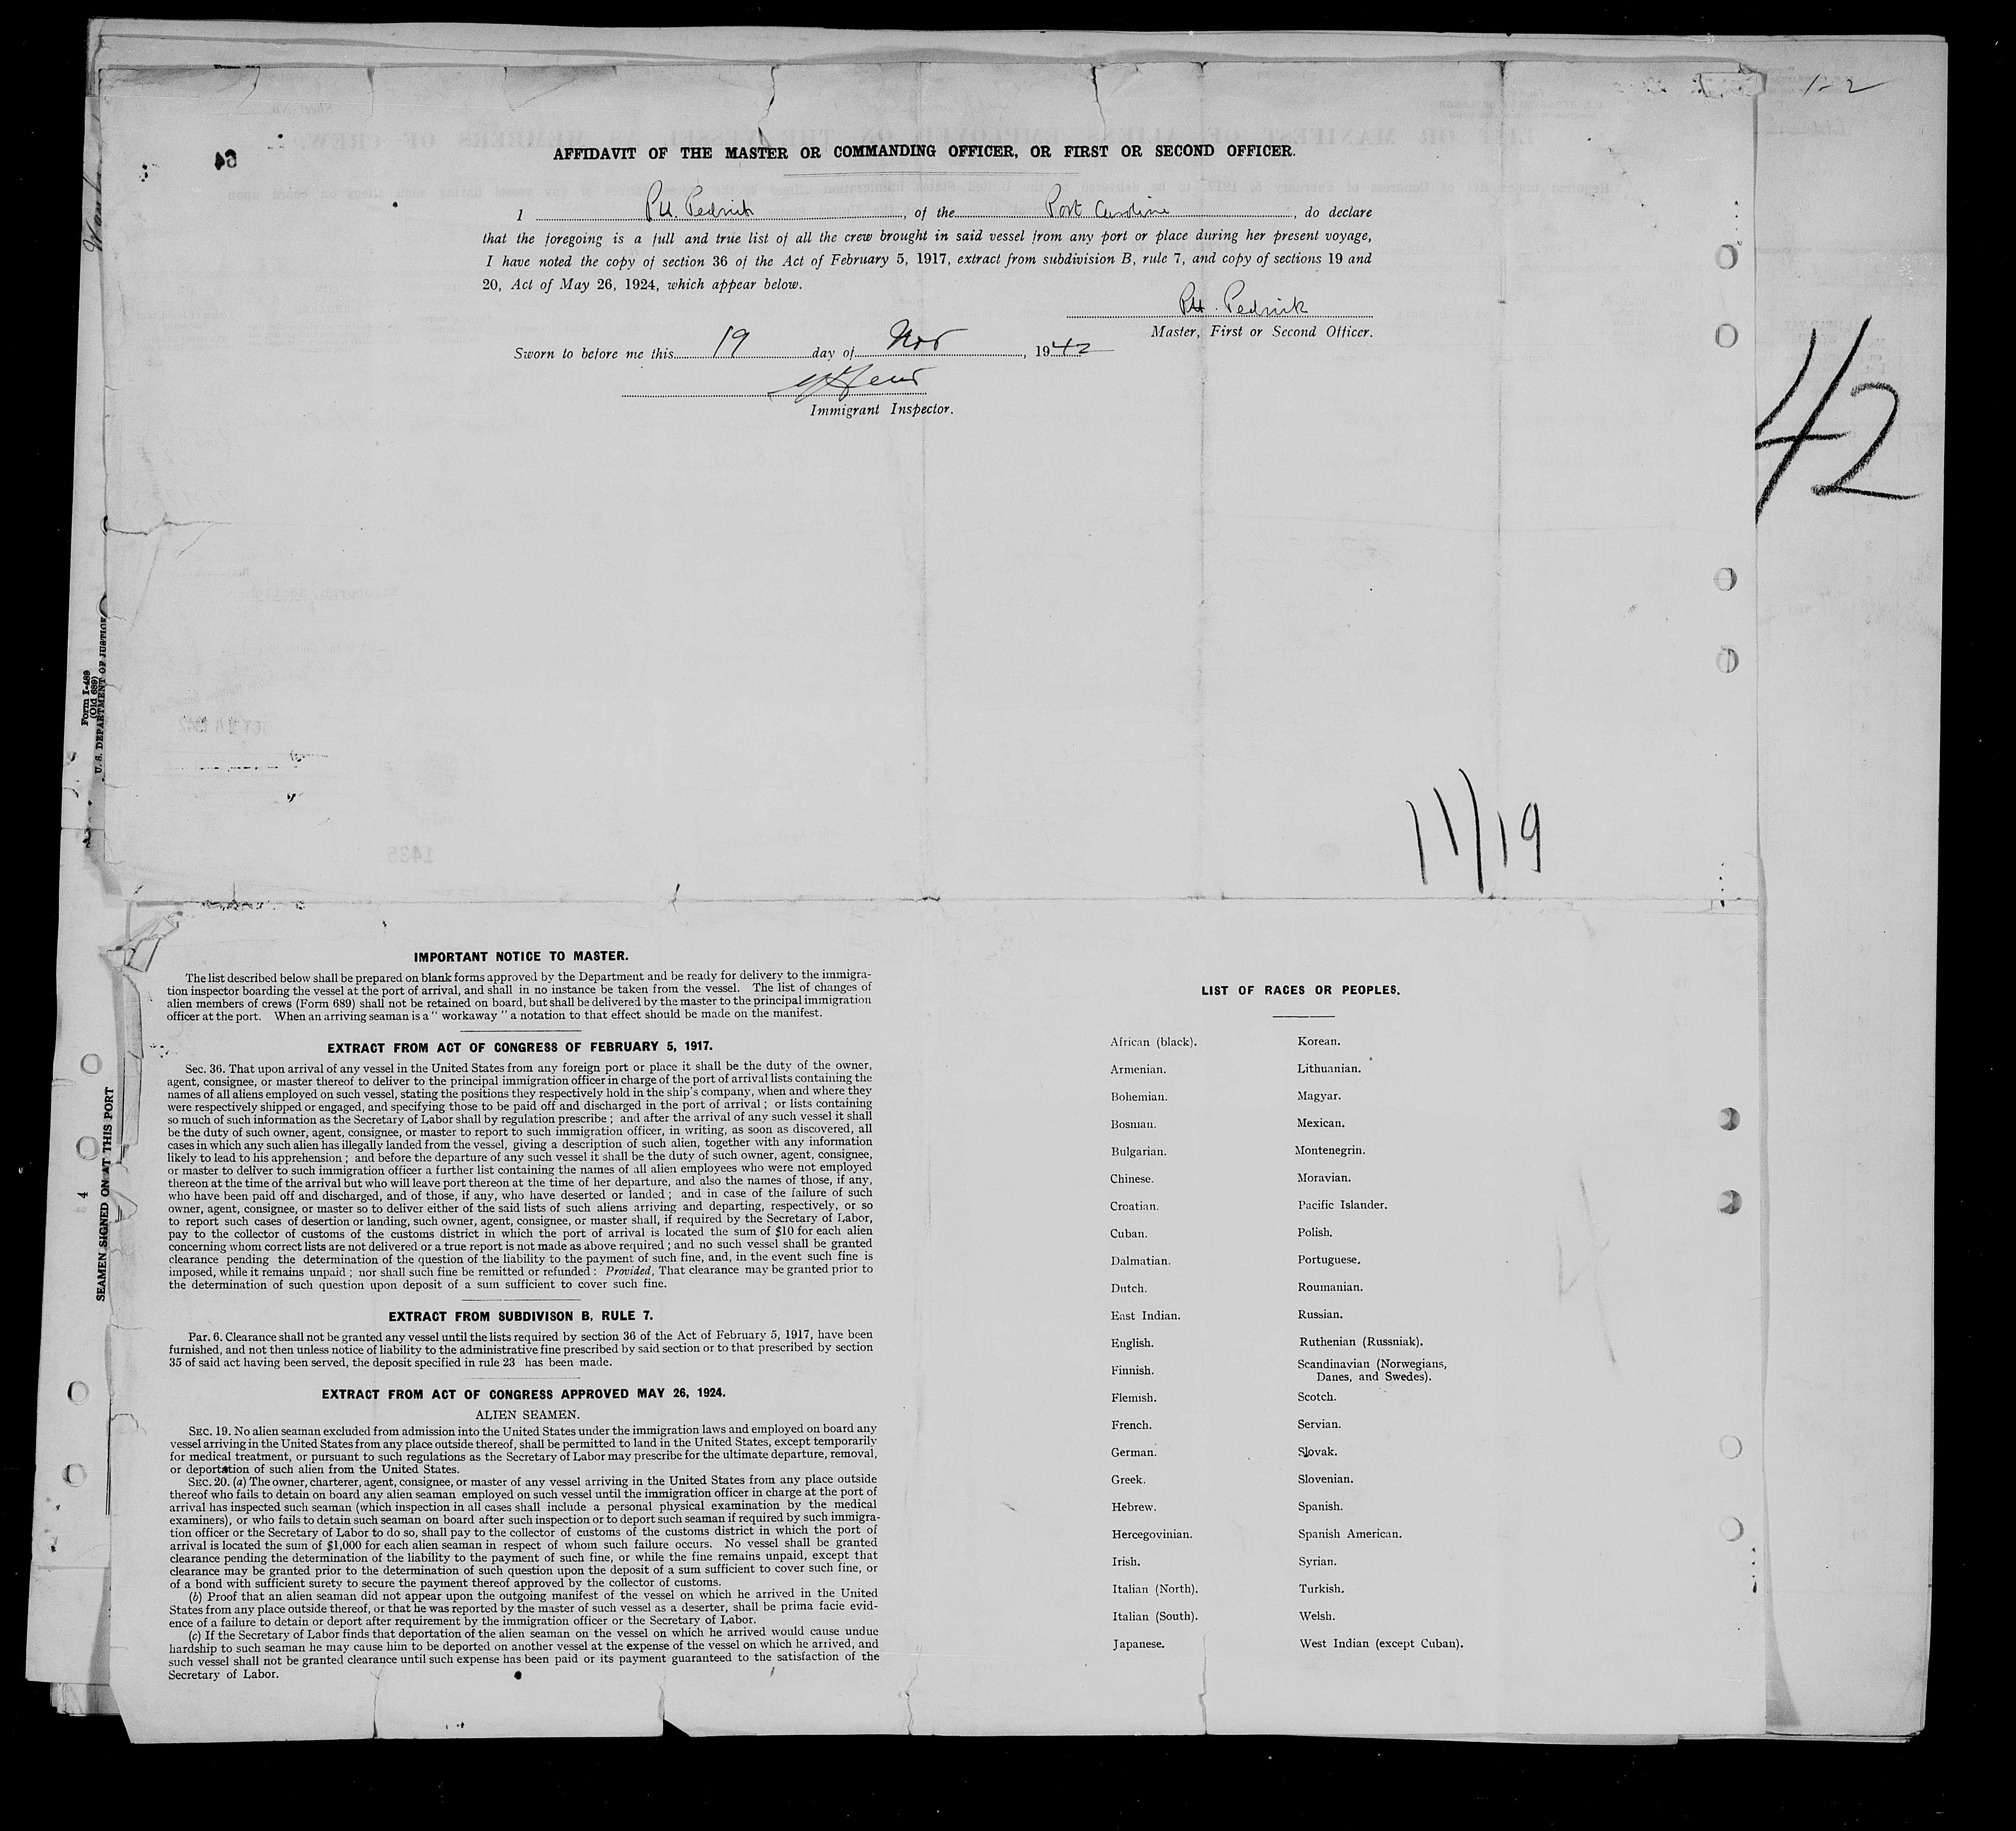 1-2
64
AFFIDAVIT OF THE MASTER OR COMMANDING OFFICER, OR FIRST OR SECOND OFFICER.
I P.H. Pedrick, of the Port Caroline, do declare
that the foregoing is a full and true list of all the crew brought in said vessel from any port or place during her present voyage,
I have noted the copy of section 36 of the Act of February 5, 1917, extract from subdivision B, rule 7, and copy of sections 19 and
20, Act of May 26, 1924, which appear below.
P.H. Pedrick
Master, First or Second Officer.
Sworn to before me this 19 day of Nov, 1942
Immigrant Inspector.
42
Form I-489
(Old 689)
U. S. DEPARTMENT OF JUSTICE
11/19
1435
IMPORTANT NOTICE TO MASTER.
The list described below shall be prepared on blank forms approved by the Department and be ready for delivery to the immigra-
tion inspector boarding the vessel at the port of arrival, and shall in no instance be taken from the vessel. The list of changes of
alien members of crews (Form 689) shall not be retained on board, but shall be delivered by the master to the principal immigration
officer at the port. When an arriving seaman is a " workaway " a notation to that effect should be made on the manifest.
EXTRACT FROM ACT OF CONGRESS OF FEBRUARY 5, 1917.
Sec. 36. That upon arrival of any vessel in the United States from any foreign port or place it shall be the duty of the owner,
agent, consignee, or master thereof to deliver to the principal immigration officer in charge of the port of arrival lists containing the
names of all aliens employed on such vessel, stating the positions they respectively hold in the ship's company, when and where they
were respectively shipped or engaged, and specifying those to be paid off and discharged in the port of arrival ; or lists containing
so much of such information as the Secretary of Labor shall by regulation prescribe ; and after the arrival of any such vessel it shall
be the duty of such owner, agent, consignee, or master to report to such immigration officer, in writing, as soon as discovered, all
cases in which any such alien has illegally landed from the vessel, giving a description of such alien, together with any information
likely to lead to his apprehension ; and before the departure of any such vessel it shall be the duty of such owner, agent, consignee,
or master to deliver to such immigration officer a further list containing the names of all alien employees who were not employed
thereon at the time of the arrival but who will leave port thereon at the time of her departure, and also the names of those, if any,
who have been paid off and discharged, and of those, if any, who have deserted or landed ; and in case of the failure of such
owner, agent, consignee, or master so to deliver either of the said lists of such aliens arriving and departing, respectively, or so
to report such cases of desertion or landing, such owner, agent, consignee, or master shall, if required by the Secretary of Labor,
pay to the collector of customs of the customs district in which the port of arrival is located the sum of $10 for each alien
concerning whom correct lists are not delivered or a true report is not made as above required ; and no such vessel shall be granted
clearance pending the determination of the question of the liability to the payment of such fine, and, in the event such fine is
imposed, while it remains unpaid ; nor shall such fine be remitted or refunded : Provided, That clearance may be granted prior to
the determination of such question upon deposit of a sum sufficient to cover such fine.
EXTRACT FROM SUBDIVISON B, RULE 7.
Par. 6. Clearance shall not be granted any vessel until the lists required by section 36 of the Act of February 5, 1917, have been
furnished, and not then unless notice of liability to the administrative fine prescribed by said section or to that prescribed by section
35 of said act having been served, the deposit specified in rule 23 has been made.
EXTRACT FROM ACT OF CONGRESS APPROVED MAY 26, 1924.
ALIEN SEAMEN.
SEC. 19. No alien seaman excluded from admission into the United States under the immigration laws and employed on board any
vessel arriving in the United States from any place outside thereof, shall be permitted to land in the United States, except temporarily
for medical treatment, or pursuant to such regulations as the Secretary of Labor may prescribe for the ultimate departure, removal,
or deportation of such alien from the United States.
SEC. 20. (a) The owner, charterer, agent, consignee, or master of any vessel arriving in the United States from any place outside
thereof who fails to detain on board any alien seaman employed on such vessel until the immigration officer in charge at the port of
arrival has inspected such seaman (which inspection in all cases shall include a personal physical examination by the medical
examiners), or who fails to detain such seaman on board after such inspection or to deport such seaman if required by such immigra-
tion officer or the Secretary of Labor to do so, shall pay to the collector of customs of the customs district in which the port of
arrival is located the sum of $1,000 for each alien seaman in respect of whom such failure occurs. No vessel shall be granted
clearance pending the determination of the liability to the payment of such fine, or while the fine remains unpaid, except that
clearance may be granted prior to the determination of such question upon the deposit of a sum sufficient to cover such fine, or
of a bond with sufficient surety to secure the payment thereof approved by the collector of customs.
(b) Proof that an alien seaman did not appear upon the outgoing manifest of the vessel on which he arrived in the United
States from any place outside thereof, or that he was reported by the master of such vessel as a deserter, shall be prima facie evid-
ence of a failure to detain or deport after requirement by the immigration officer or the Secretary of Labor.
(c) If the Secretary of Labor finds that deportation of the alien seaman on the vessel on which he arrived would cause undue
hardship to such seaman he may cause him to be deported on another vessel at the expense of the vessel on which he arrived, and
such vessel shall not be granted clearance until such expense has been paid or its payment guaranteed to the satisfaction of the
Secretary of Labor.
SEAMEN SIGNED ON AT THIS PORT
4
LIST OF RACES OR PEOPLES.
African (black).
Armenian.
Bohemian.
Bosnian.
Bulgarian.
Chinese.
Croatian.
Cuban.
Dalmatian.
Dutch.
East Indian.
English.
Finnish.
Flemish.
French.
German.
Greek.
Hebrew.
Hercegovinian.
Irish.
Italian (North).
Italian (South).
Japanese.
Korean.
Lithuanian.
Magyar.
Mexican.
Montenegrin.
Moravian.
Pacific Islander.
Polish.
Portuguese.
Roumanian.
Russian.
Ruthenian (Russniak).
Scandinavian (Norwegians,
Danes, and Swedes).
Scotch.
Servian.
Slovak.
Slovenian.
Spanish.
Spanish American.
Syrian.
Turkish.
Welsh.
West Indian (except Cuban).